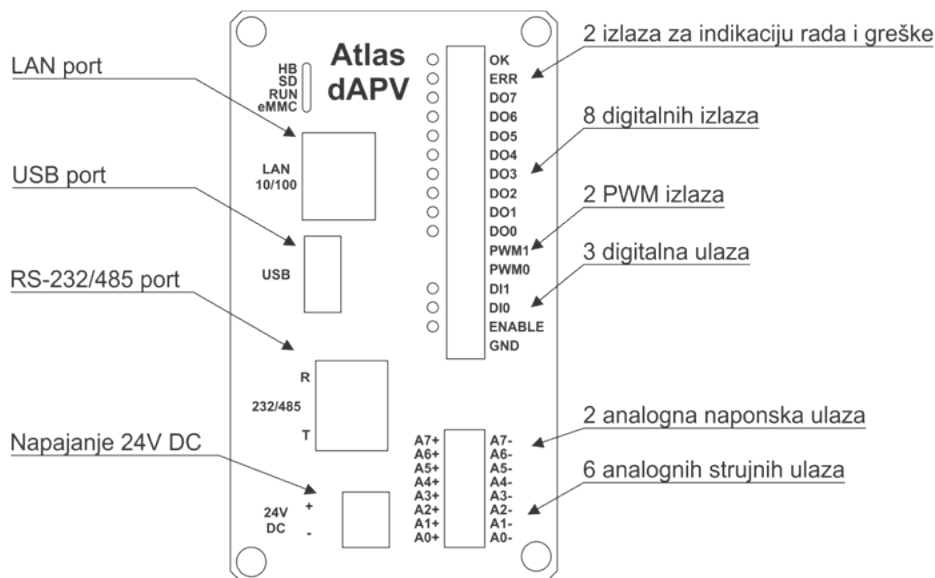 LAN port
USB port
RS-232/485 port
Napajanje 24V DC
Atlas
dAPV
HB
SD
RUN
eMMC
LAN
10/100
USB
R
232/485
T
24V
DC
+
-
OK
ERR
DO7
DO6
DO5
DO4
DO3
DO2
DO1
DO0
PWM1
PWM0
DI1
DI0
ENABLE
GND
A7+ A7-
A6+ A6-
A5+ A5-
A4+ A4-
A3+ A3-
A2+ A2-
A1+ A1-
A0+ A0-
2 izlaza za indikaciju rada i greške
8 digitalnih izlaza
2 PWM izlaza
3 digitalna ulaza
2 analogna naponska ulaza
6 analognih strujnih ulaza